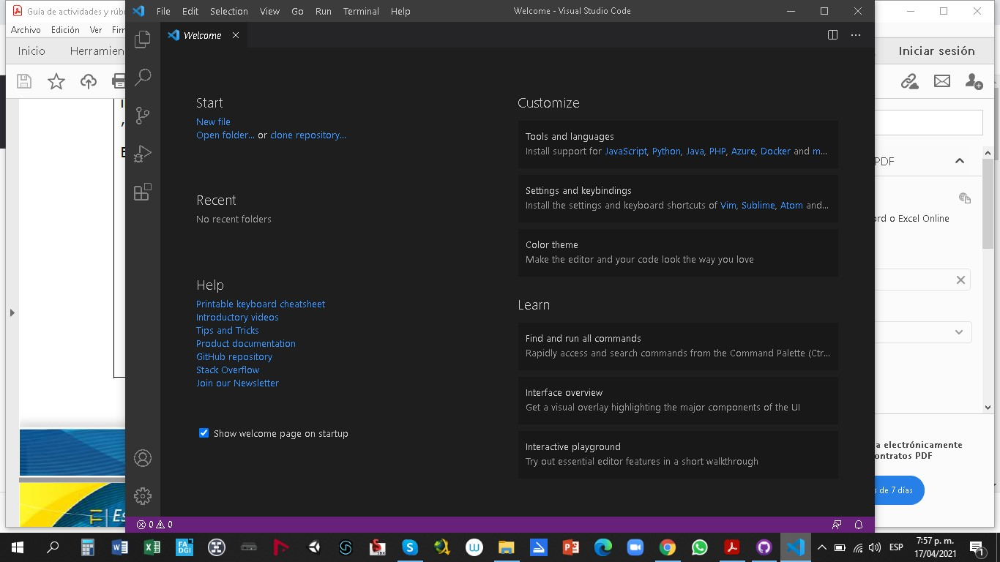 Guía de actividades y rúb
File Edit Selection View Go Run Terminal Help
Welcome - Visual Studio Code
Archivo Edición Ver Fir
Welcome
Inicio Herramien
Iniciar sesión
Start
New file
Open folder... or clone repository...
Recent
No recent folders
Help
Printable keyboard cheatsheet
Introductory videos
Tips and Tricks
Product documentation
GitHub repository
Stack Overflow
Join our Newsletter
Show welcome page on startup
Customize
Tools and languages
Install support for JavaScript, Python, Java, PHP, Azure, Docker and m...
Settings and keybindings
Install the settings and keyboard shortcuts of Vim, Sublime, Atom and...
Color theme
Make the editor and your code look the way you love
Learn
Find and run all commands
Rapidly access and search commands from the Command Palette (Ctr...
Interface overview
Get a visual overlay highlighting the major components of the UI
Interactive playground
Try out essential editor features in a short walkthrough
PDF
ord o Excel Online
a electrónicamente
ontratos PDF
s de 7 días
0 0
FA
DGI
ESP
7:57 p. m.
17/04/2021
1